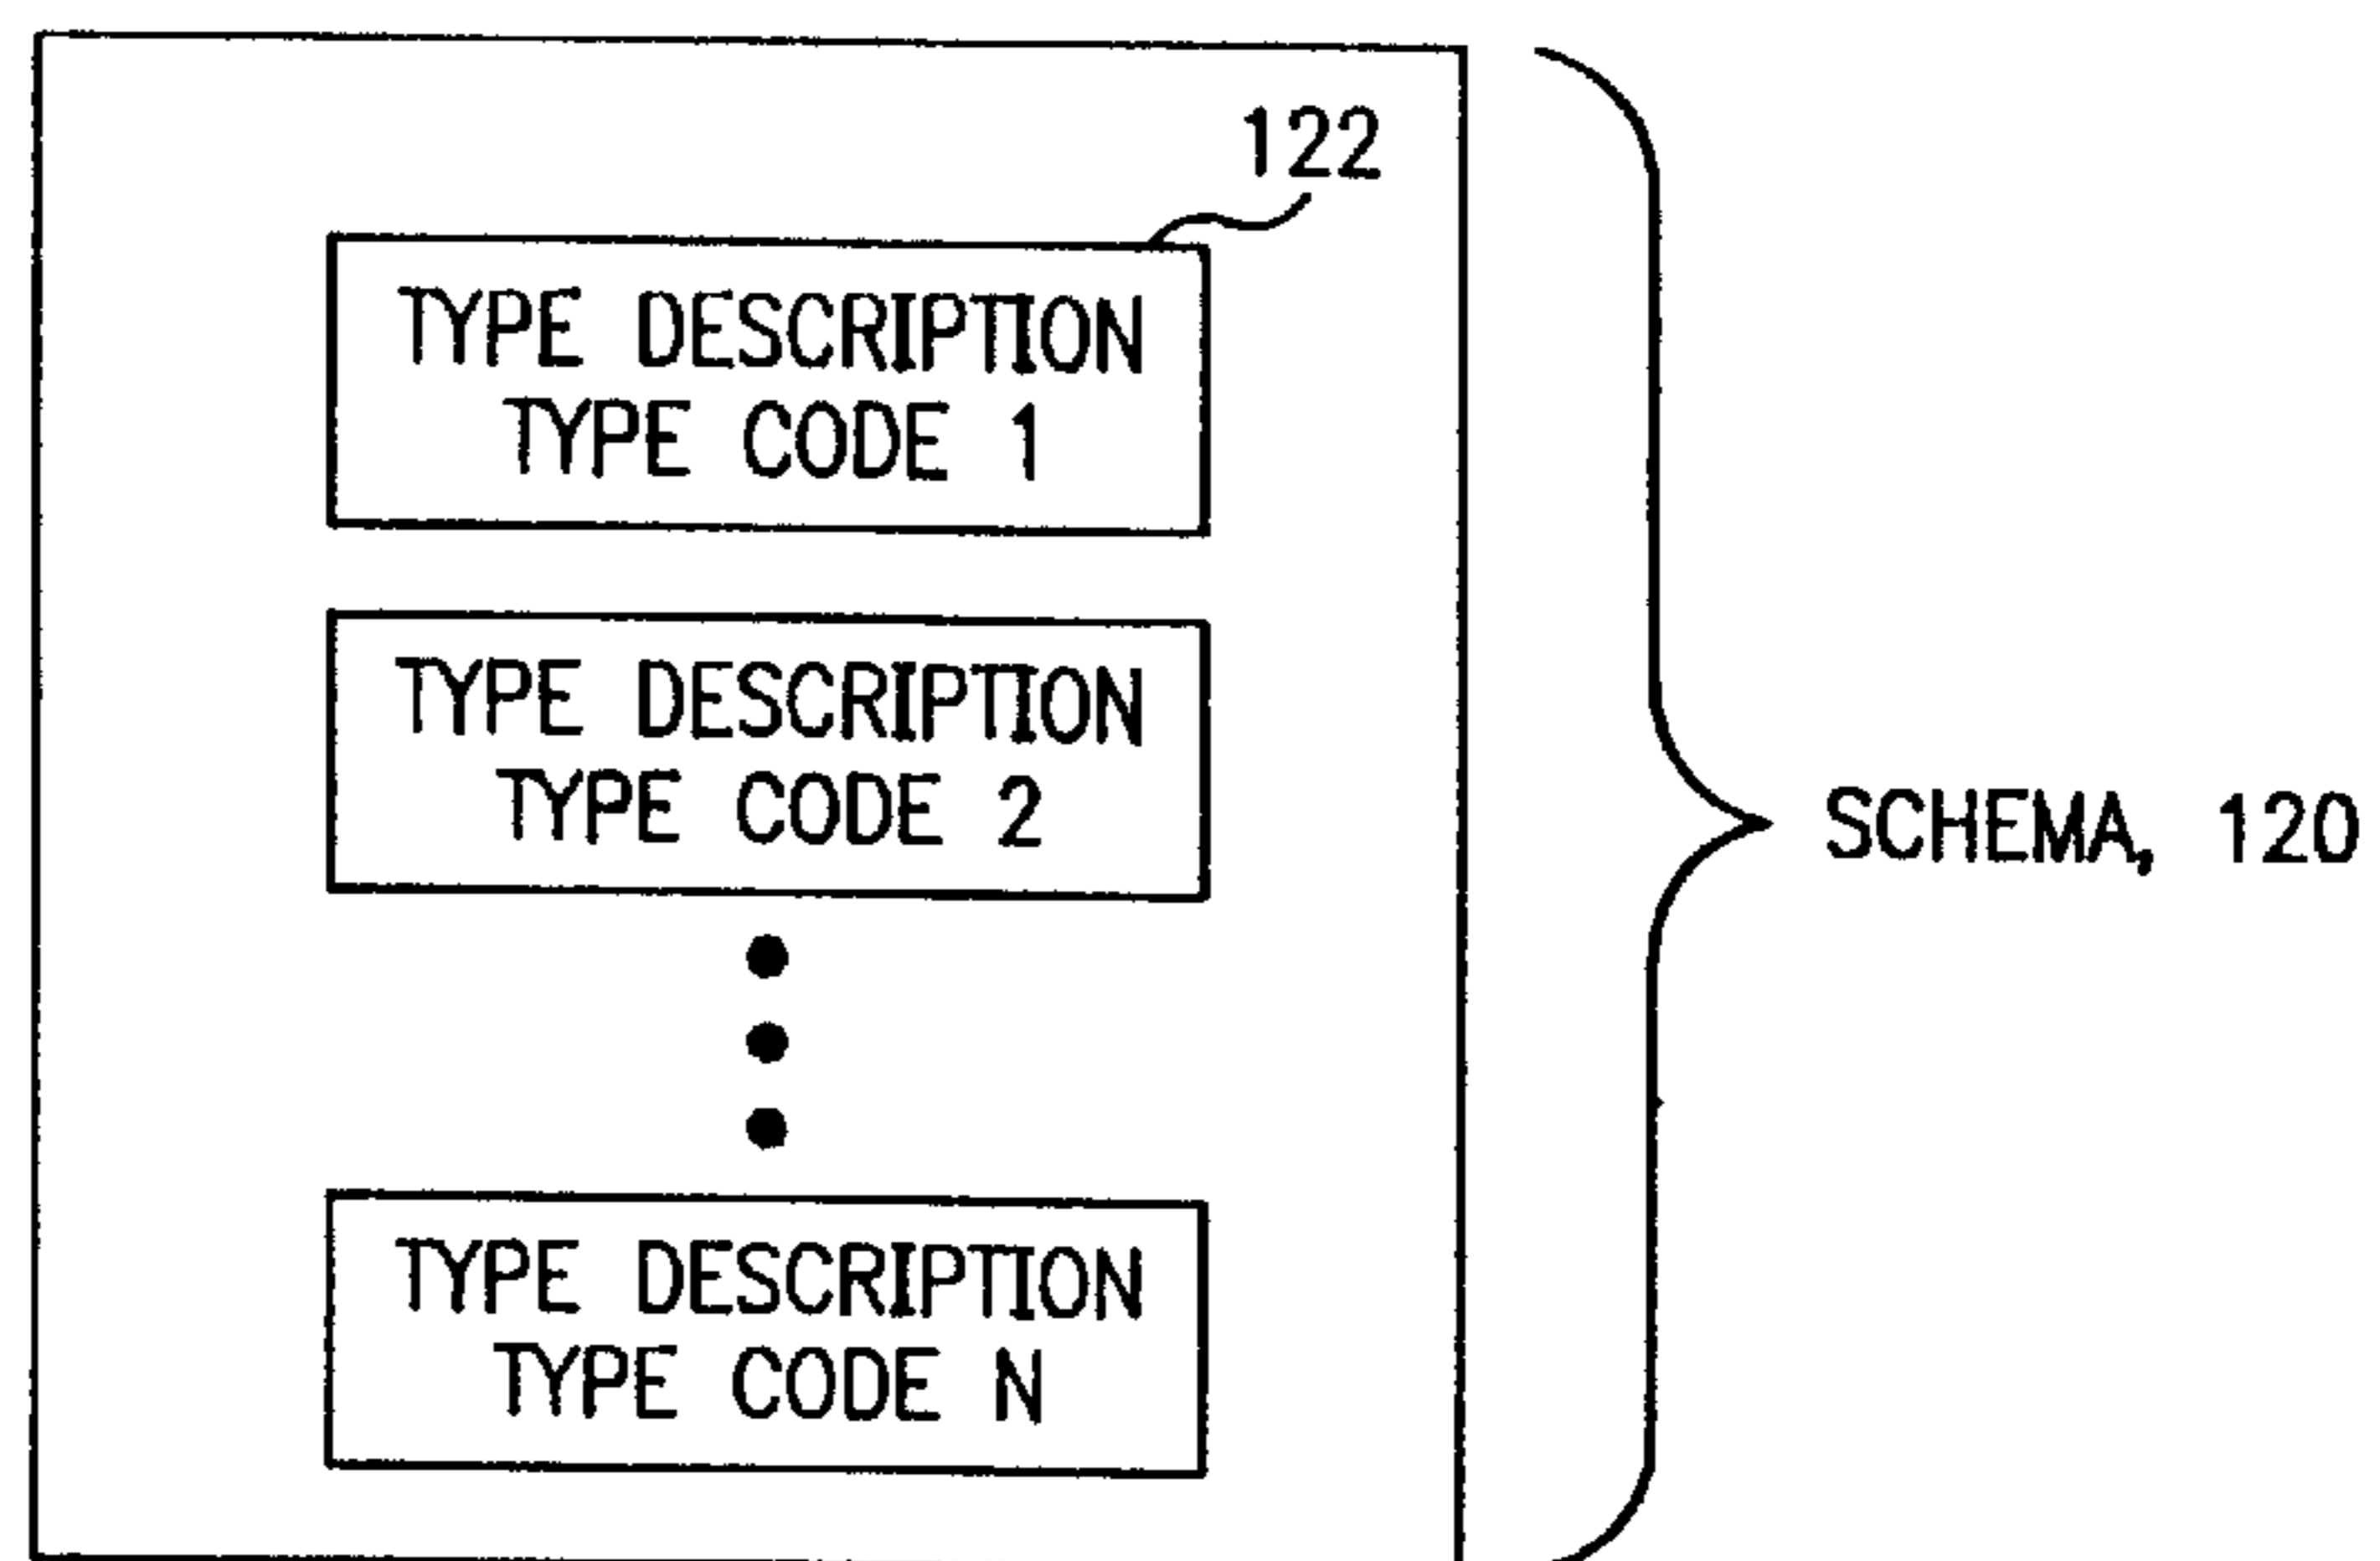 122
TYPE DESCRIPTION
TYPE CODE 1
TYPE DESCRIPTION
TYPE CODE 2
SCHEMA, 120
TYPE DESCRIPTION
TYPE CODE N